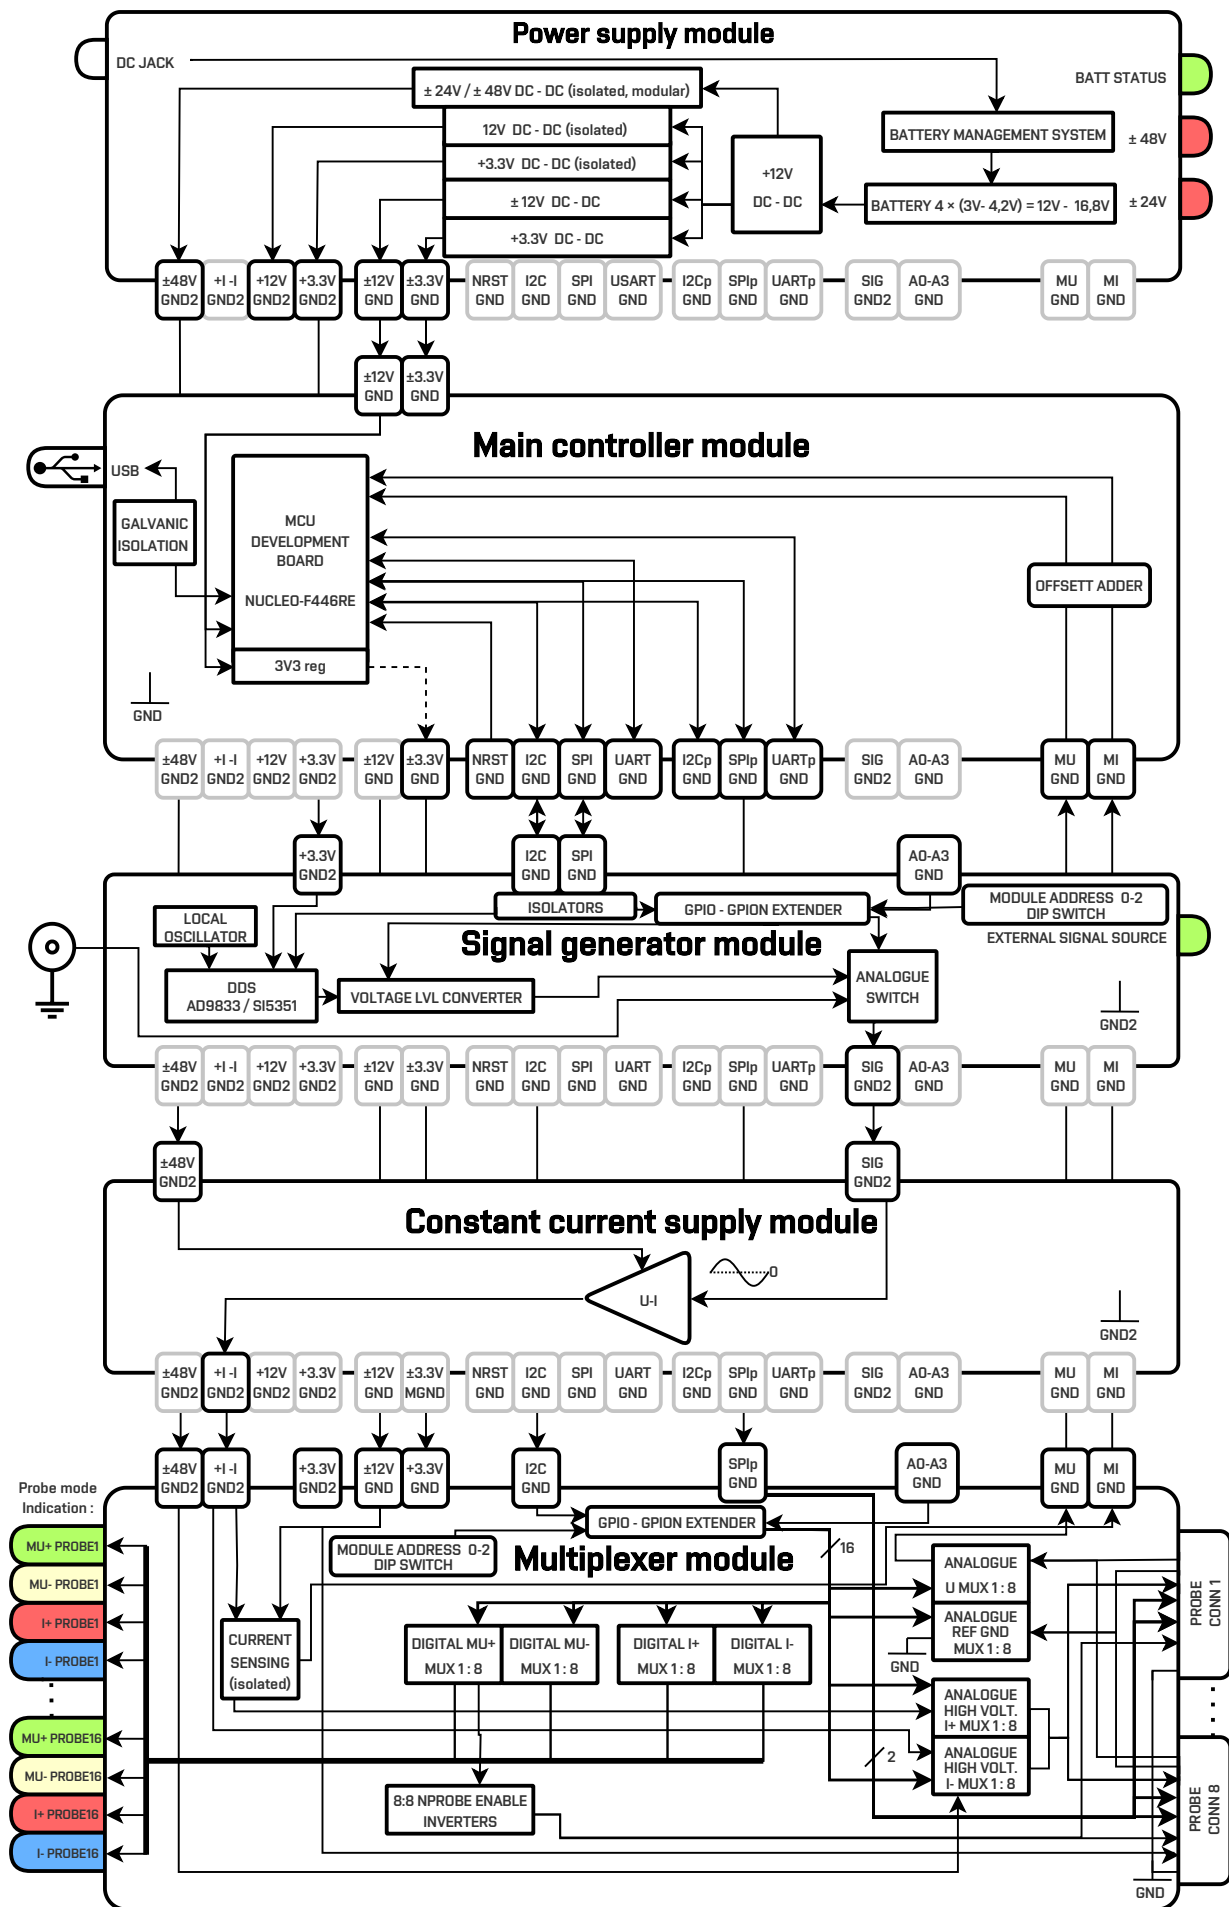 Power supply module
DC JACK
BATT STATUS
± 24V / ± 48V DC - DC (isolated, modular)
12V DC - DC (isolated)
+3.3V DC - DC (isolated)
± 12V DC - DC
+3.3V DC - DC
+12V
DC - DC
BATTERY MANAGEMENT SYSTEM
BATTERY 4 × (3V- 4,2V) = 12V - 16,8V
± 48V
± 24V
±48V +I -I +12V +3.3V ±12V ±3.3V NRST I2C SPI USART I2Cp SPIp UARTp SIG A0-A3 MU MI
GND2 GND2 GND2 GND2 GND GND GND GND GND GND GND GND GND GND2 GND GND GND
±12V ±3.3V
GND GND
Main controller module
USB
GALVANIC
ISOLATION
MCU
DEVELOPMENT
BOARD
NUCLEO-F446RE
3V3 reg
OFFSETT ADDER
GND
±48V +I -I +12V +3.3V ±12V ±3.3V NRST I2C SPI UART I2Cp SPIp UARTp SIG A0-A3 MU MI
GND2 GND2 GND2 GND2 GND GND GND GND GND GND GND GND GND GND2 GND GND GND
+3.3V I2C SPI A0-A3
GND2 GND GND GND
ISOLATORS
GPIO - GPION EXTENDER
MODULE ADDRESS 0-2
DIP SWITCH
LOCAL
OSCILLATOR
Signal generator module
EXTERNAL SIGNAL SOURCE
DDS
AD9833 / SI5351
VOLTAGE LVL CONVERTER
ANALOGUE
SWITCH
GND2
±48V +I -I +12V +3.3V ±12V ±3.3V NRST I2C SPI UART I2Cp SPIp UARTp SIG A0-A3 MU MI
GND2 GND2 GND2 GND2 GND GND GND GND GND GND GND GND GND GND2 GND GND GND
±48V SIG
GND2 GND2
Constant current supply module
U-I
0
GND2
±48V +I -I +12V +3.3V ±12V ±3.3V NRST I2C SPI UART I2Cp SPIp UARTp SIG A0-A3 MU MI
GND2 GND2 GND2 GND2 GND MGND GND GND GND GND GND GND GND GND2 GND GND GND
±48V +I -I +3.3V ±12V +3.3V I2C SPIp A0-A3 MU MI
GND2 GND2 GND2 GND GND GND GND GND GND GND
Probe mode
Indication :
MU+ PROBE1
MU- PROBE1
I+ PROBE1
I- PROBE1
MU+ PROBE16
MU- PROBE16
I+ PROBE16
I- PROBE16
GPIO - GPION EXTENDER
MODULE ADDRESS 0-2
DIP SWITCH
Multiplexer module
16
CURRENT
SENSING
(isolated)
DIGITAL MU+
MUX 1 : 8
DIGITAL MU-
MUX 1 : 8
DIGITAL I+
MUX 1 : 8
DIGITAL I-
MUX 1 : 8
ANALOGUE
U MUX 1 : 8
ANALOGUE
REF GND
MUX 1 : 8
GND
ANALOGUE
HIGH VOLT.
I+ MUX 1 : 8
ANALOGUE
HIGH VOLT.
I- MUX 1 : 8
2
8:8 NPROBE ENABLE
INVERTERS
PROBE
CONN 1
PROBE
CONN 8
GND